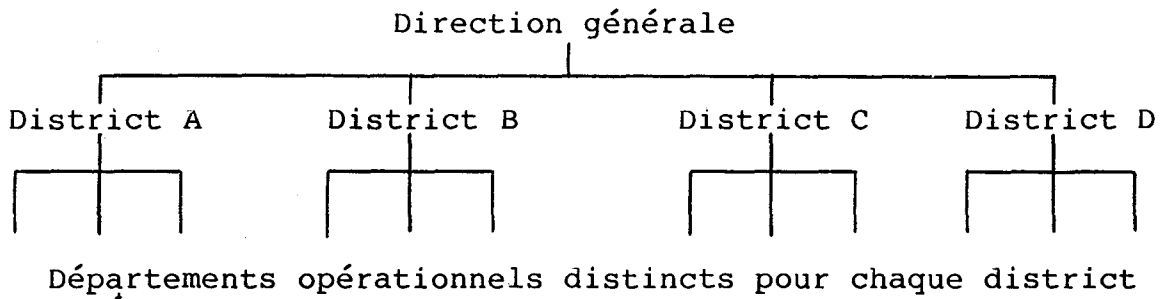 Direction générale
District A District B District C District D
Départements opérationnels distincts pour chaque district